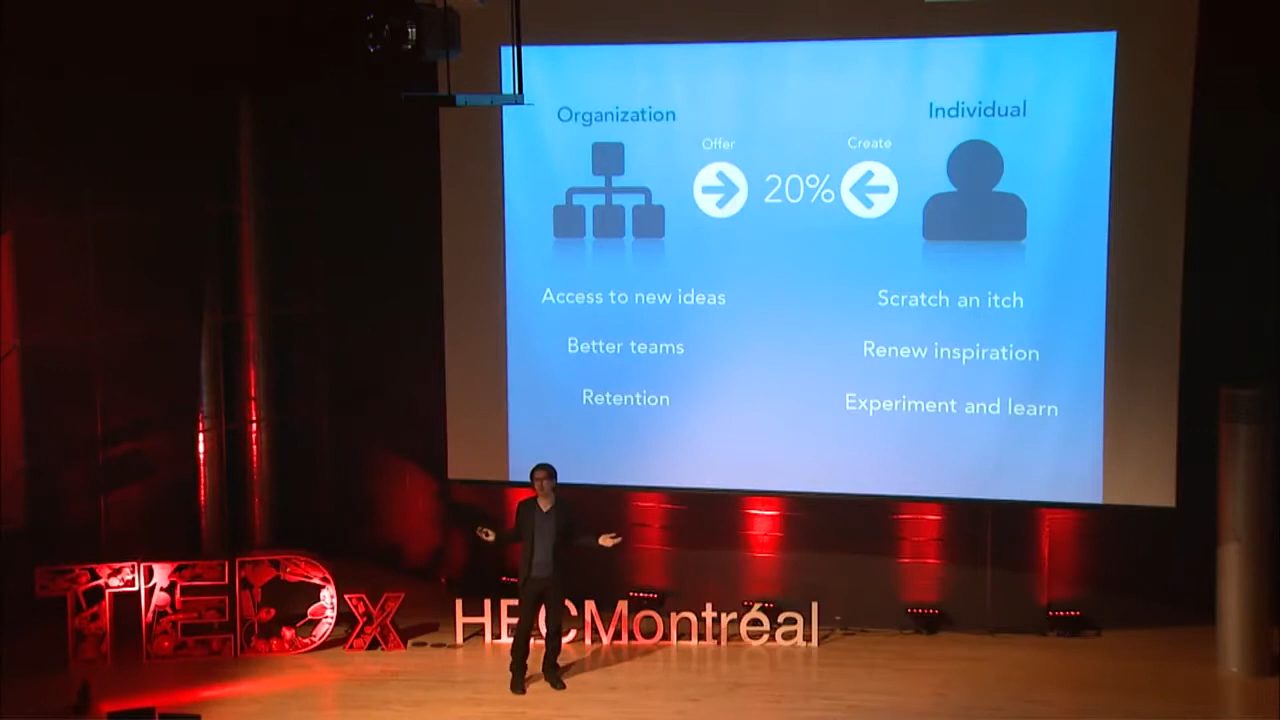 Organization
Individual
Offer
Create
20%
Access to new ideas
Scratch an itch
Better teams
Renew inspiration
Retention
Experiment and learn
TEDx
HECMontréal